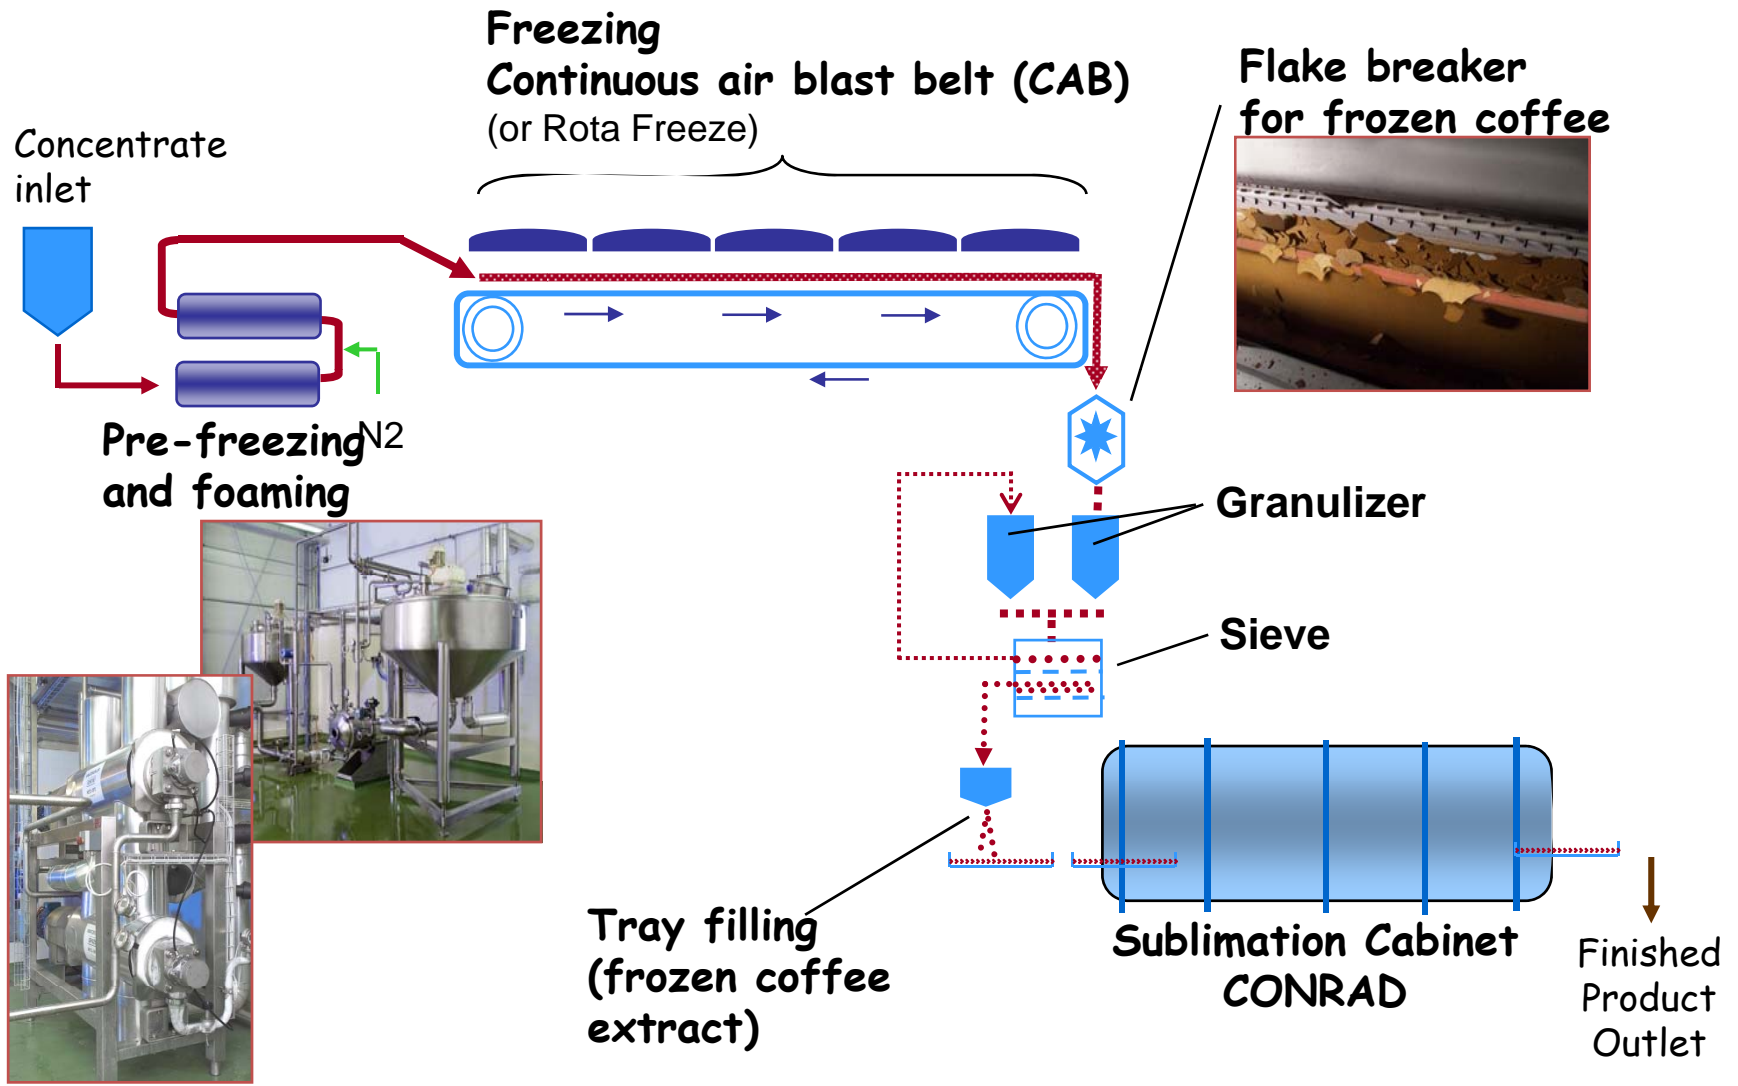 Freezing
Continuous air blast belt (CAB)
(or Rota Freeze)
Flake breaker
for frozen coffee
Concentrate
inlet
Pre-freezing
and foaming
N2
Granulizer
Sieve
Tray filling
(frozen coffee
extract)
Sublimation Cabinet
CONRAD
Finished
Product
Outlet